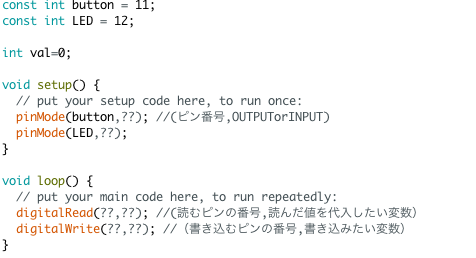 const int button = 11;
const int LED = 12;
int val=0;
void setup() {
// put your setup code here, to run once:
pinMode(button,??); //(ピン番号,OUTPUTorINPUT)
pinMode(LED,??);
}
void loop() {
// put your main code here, to run repeatedly:
digitalRead(??,??); //(読むピンの番号,読んだ値を代入したい変数)
digitalWrite(??,??); //（書き込むピンの番号,書き込みたい変数）
}